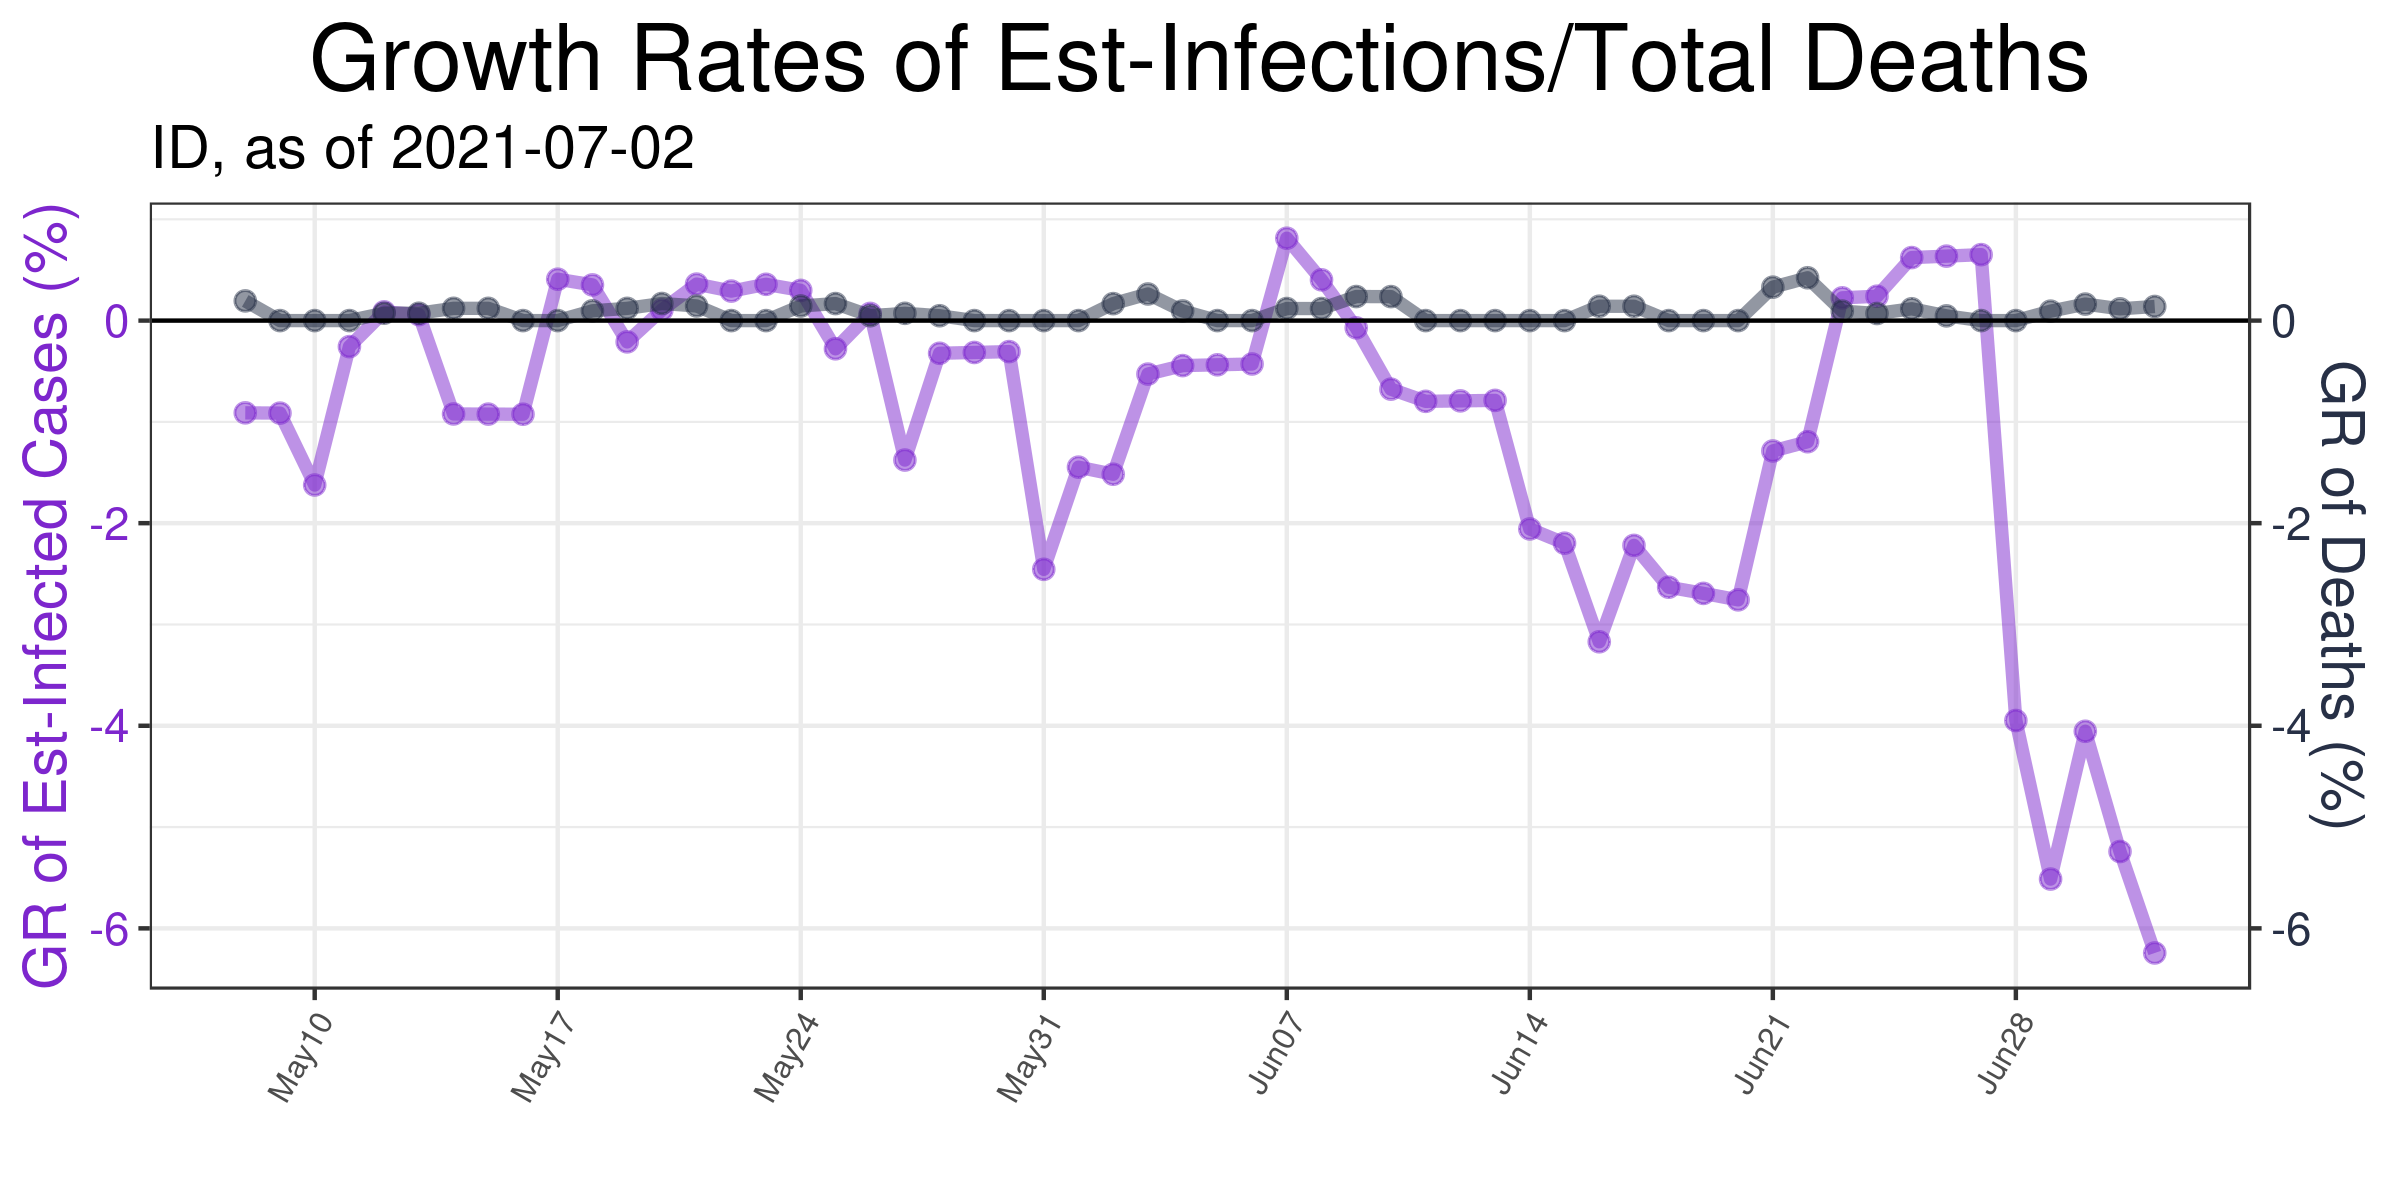 Growth Rates of Est-Infections/Total Deaths
ID, as of 2021-07-02
GR of Est-Infected Cases (%)
0
-2
-4
-6
0
-2
-4
-6
GR of Deaths (%)
May10
May17
May24
May31
Jun07
Jun14
Jun21
Jun28